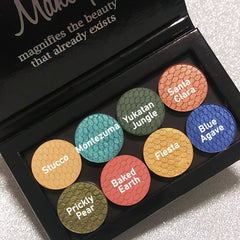 Make
magnifies the beauty
that already exists
Stucco
Montezuma
Yukatan
Jungle
Santa
Clara
Prickly
Pear
Baked
Earth
Fiesta
Blue
Agave